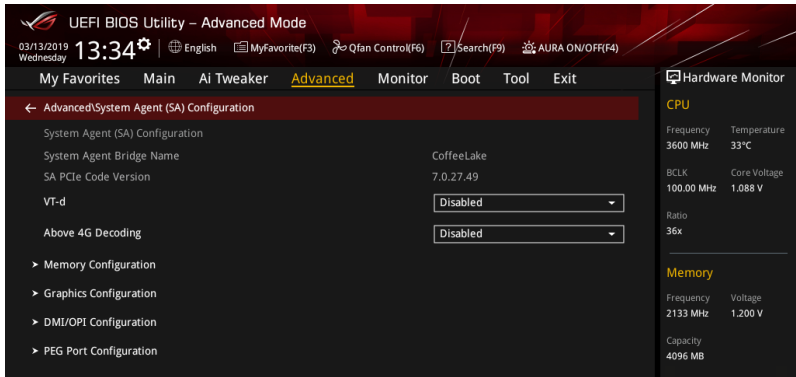 UEFI BIOS Utility – Advanced Mode
03/13/2019 Wednesday 13:34 English MyFavorite(F3) Qfan Control(F6) ? Search(F9) AURA ON/OFF(F4)
My Favorites Main Ai Tweaker Advanced Monitor Boot Tool Exit
← Advanced\System Agent (SA) Configuration
System Agent (SA) Configuration
System Agent Bridge Name CoffeeLake
SA PCIe Code Version 7.0.27.49
VT-d Disabled
Above 4G Decoding Disabled
> Memory Configuration
> Graphics Configuration
> DMI/OPI Configuration
> PEG Port Configuration
Hardware Monitor
CPU
Frequency Temperature
3600 MHz 33°C
BCLK Core Voltage
100.00 MHz 1.088 V
Ratio
36x
Memory
Frequency Voltage
2133 MHz 1.200 V
Capacity
4096 MB